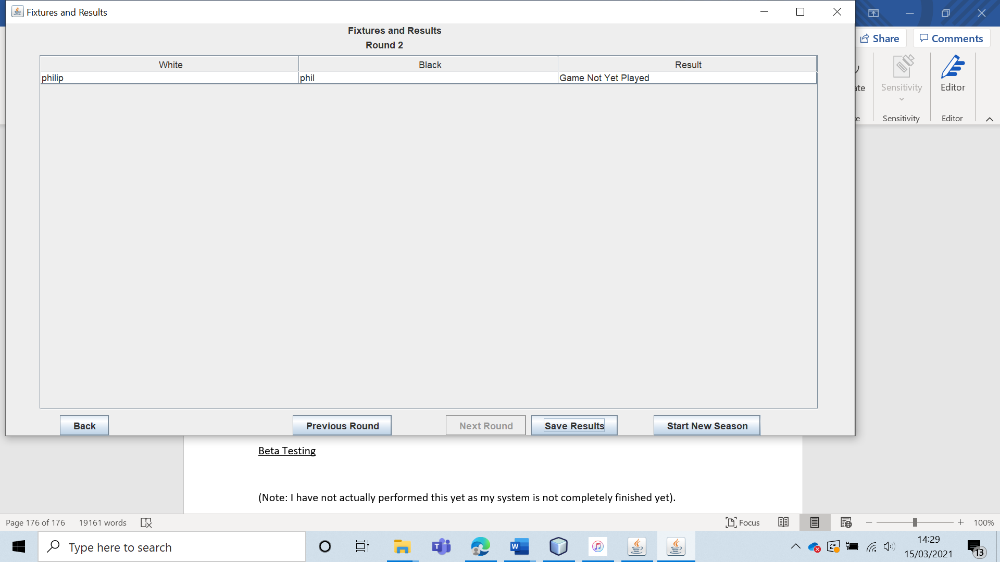 Fixtures and Results
Share
Comments
Fixtures and Results
Round 2
White Black Result
philip phil Game Not Yet Played
Sensitivity
Editor
Sensitivity
Editor
Back
Previous Round
Next Round
Save Results
Start New Season
Beta Testing
(Note: I have not actually performed this yet as my system is not completely finished yet).
Page 176 of 176
19161 words
Focus
100%
Type here to search
14:29
15/03/2021
13